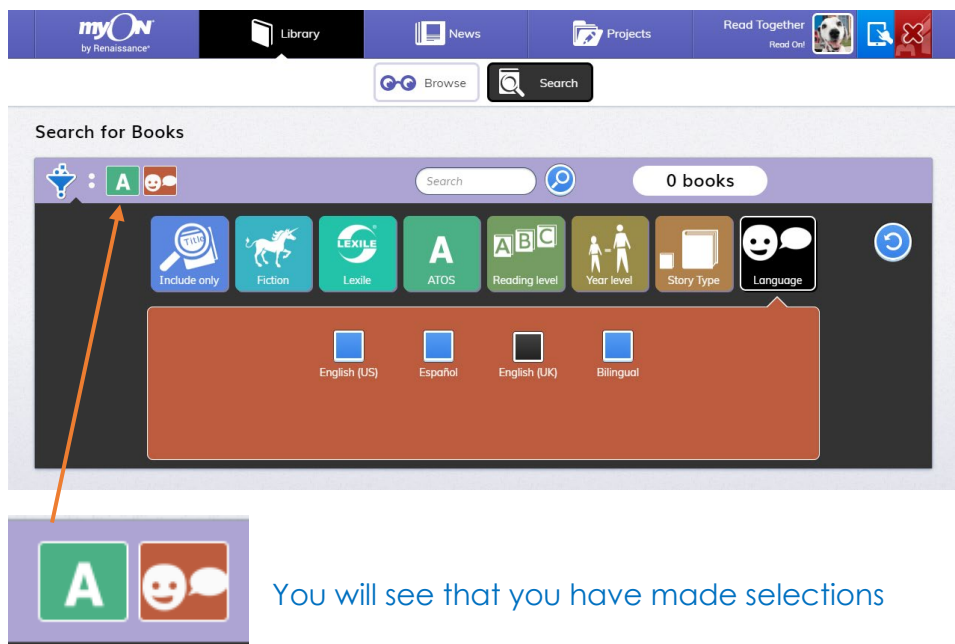 myON
by Renaissance®
Library
News
Projects
Read Together
Read On!
Browse
Search
Search for Books
: A
Search
0 books
Title
Include only
Fiction
LEXILE
Lexile
A
ATOS
A B C
Reading level
Year level
Story Type
Language
English (US)
Español
English (UK)
Bilingual
A
You will see that you have made selections